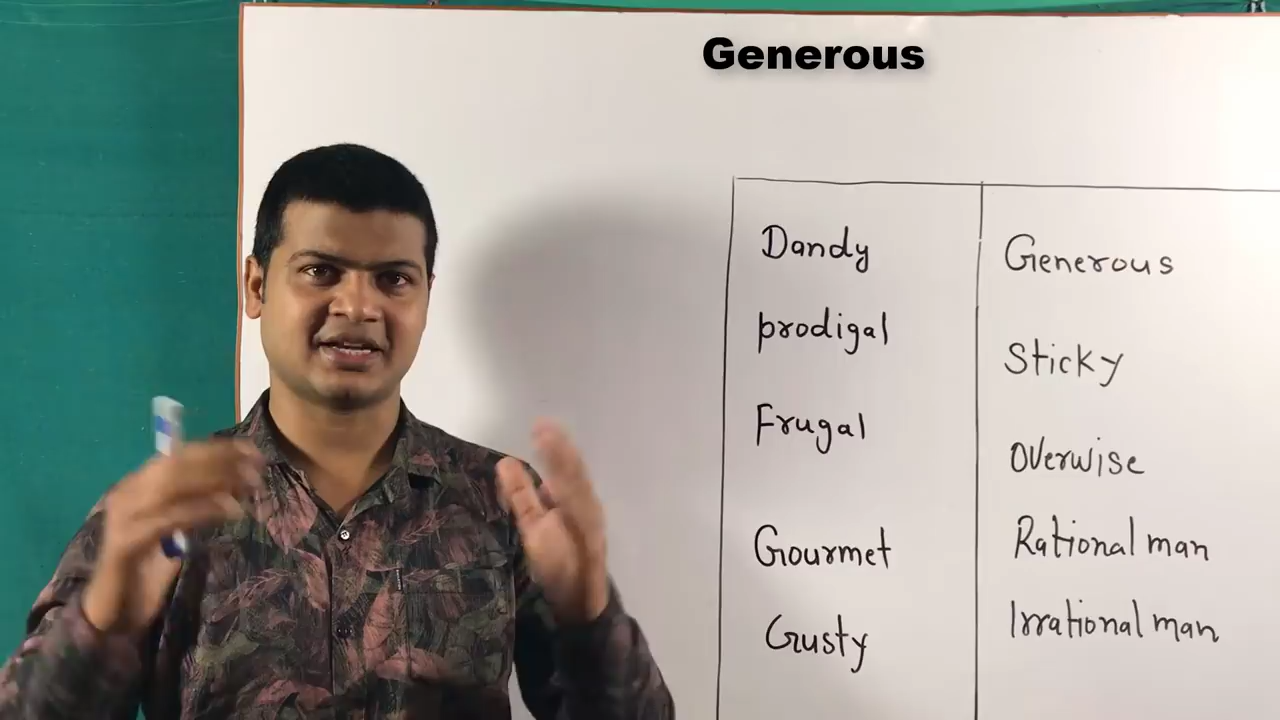 Generous
Dandy
prodigal
Frugal
Gourmet
Gusty
Generous
Sticky
Overwise
Rational man
Irrational man